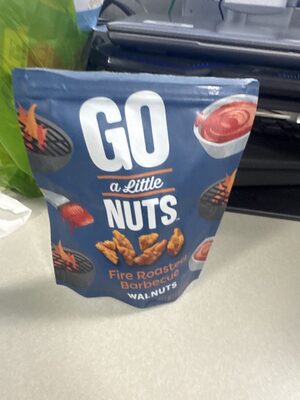 GO
a Little
NUTS
Fire Roasted
Barbecue
WALNUTS